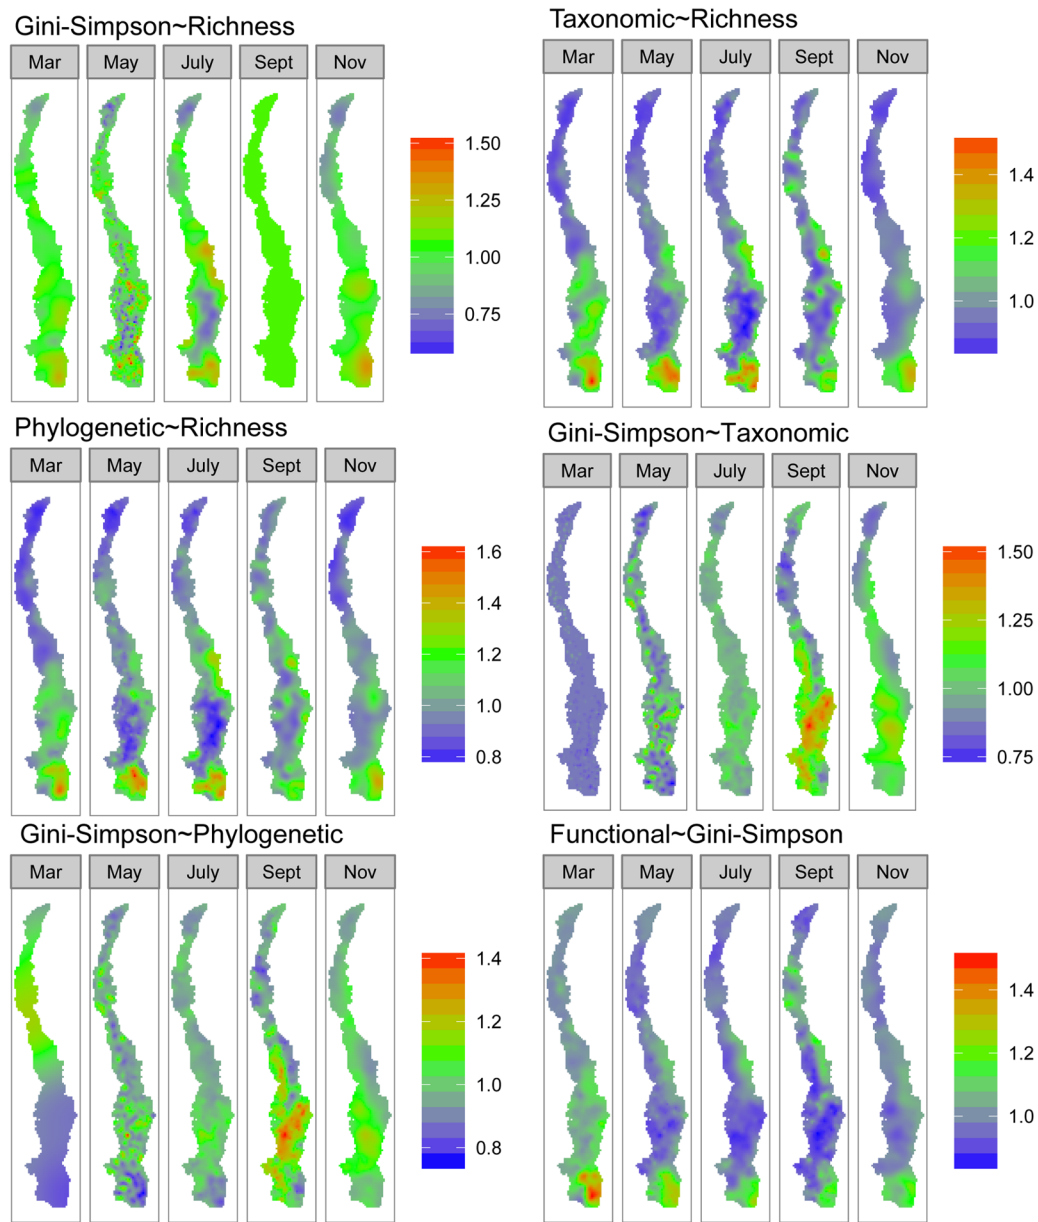 Gini-Simpson~Richness
Mar May July Sept Nov
1.50
1.25
1.00
0.75
Taxonomic~Richness
Mar May July Sept Nov
1.4
1.2
1.0
Phylogenetic~Richness
Mar May July Sept Nov
1.6
1.4
1.2
1.0
0.8
Gini-Simpson~Taxonomic
Mar May July Sept Nov
1.50
1.25
1.00
0.75
Gini-Simpson~Phylogenetic
Mar May July Sept Nov
1.4
1.2
1.0
0.8
Functional~Gini-Simpson
Mar May July Sept Nov
1.4
1.2
1.0